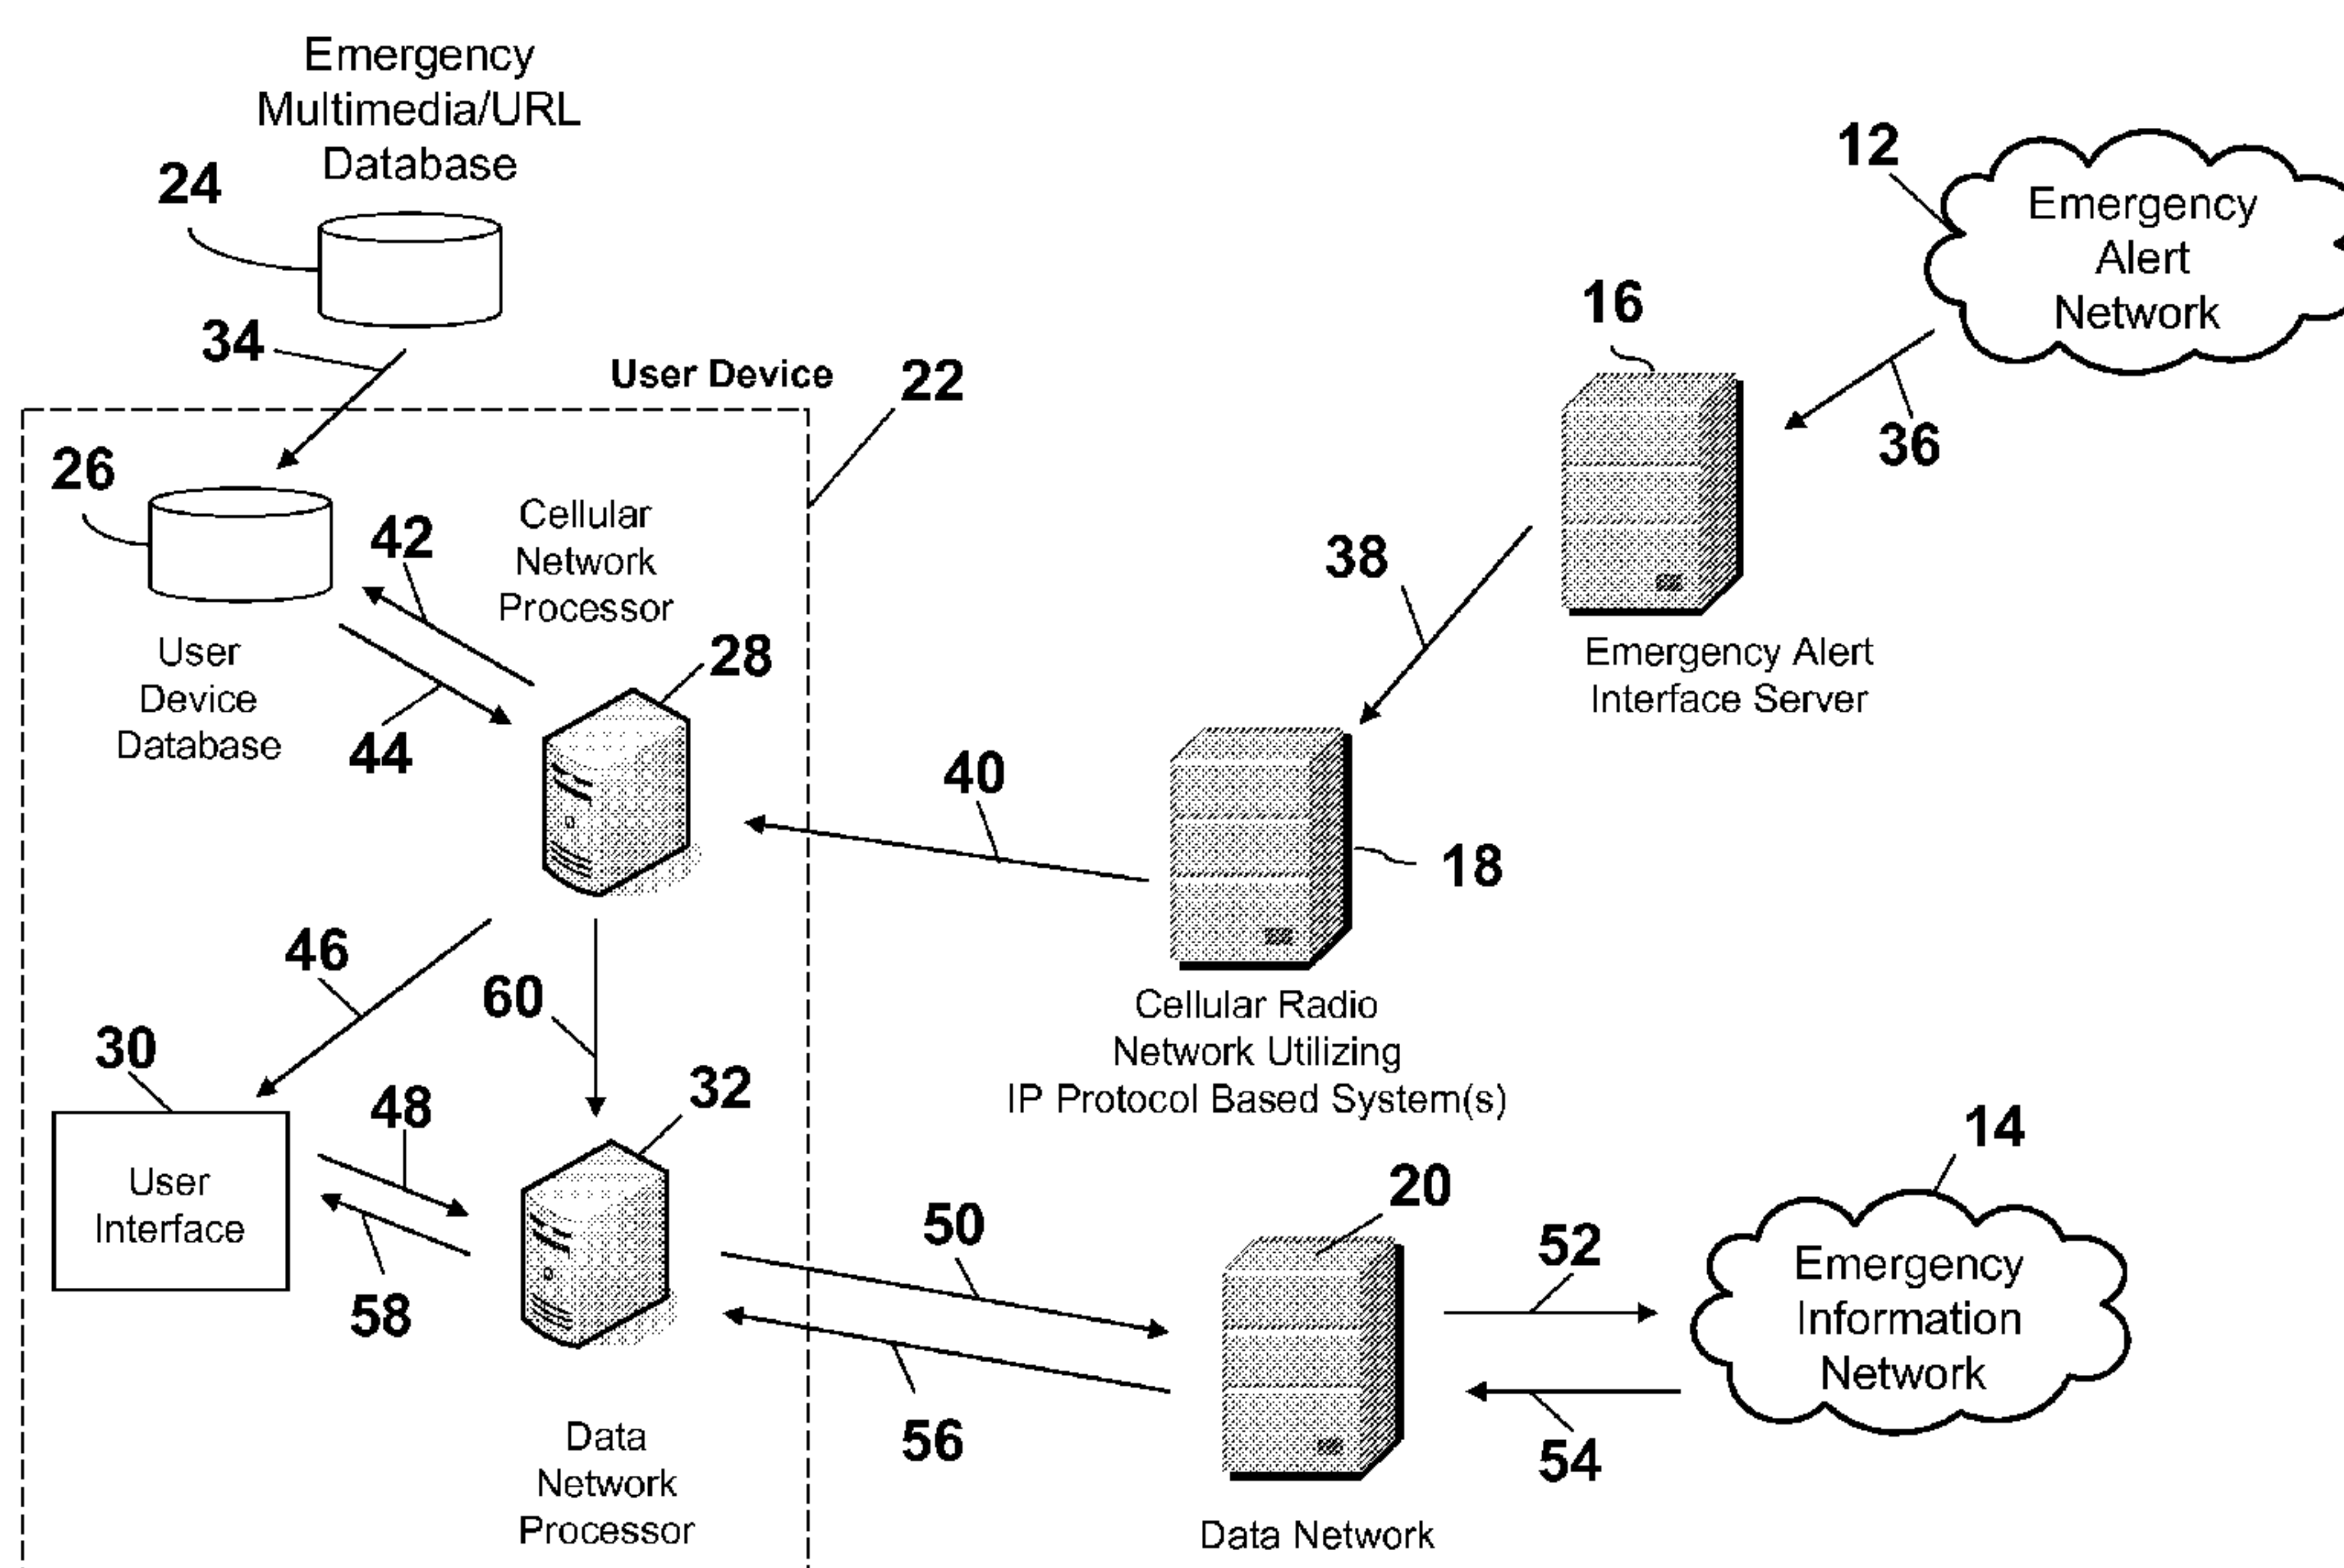 Emergency
Multimedia/URL
Database
24
34
User Device
22
26
42
Cellular
Network
Processor
28
User
Device
Database
44
12
Emergency
Alert
Network
16
36
38
Emergency Alert
Interface Server
40
18
Cellular Radio
Network Utilizing
IP Protocol Based System(s)
46
60
30
48
32
User
Interface
58
Data
Network
Processor
50
56
20
52
54
14
Emergency
Information
Network
Data Network